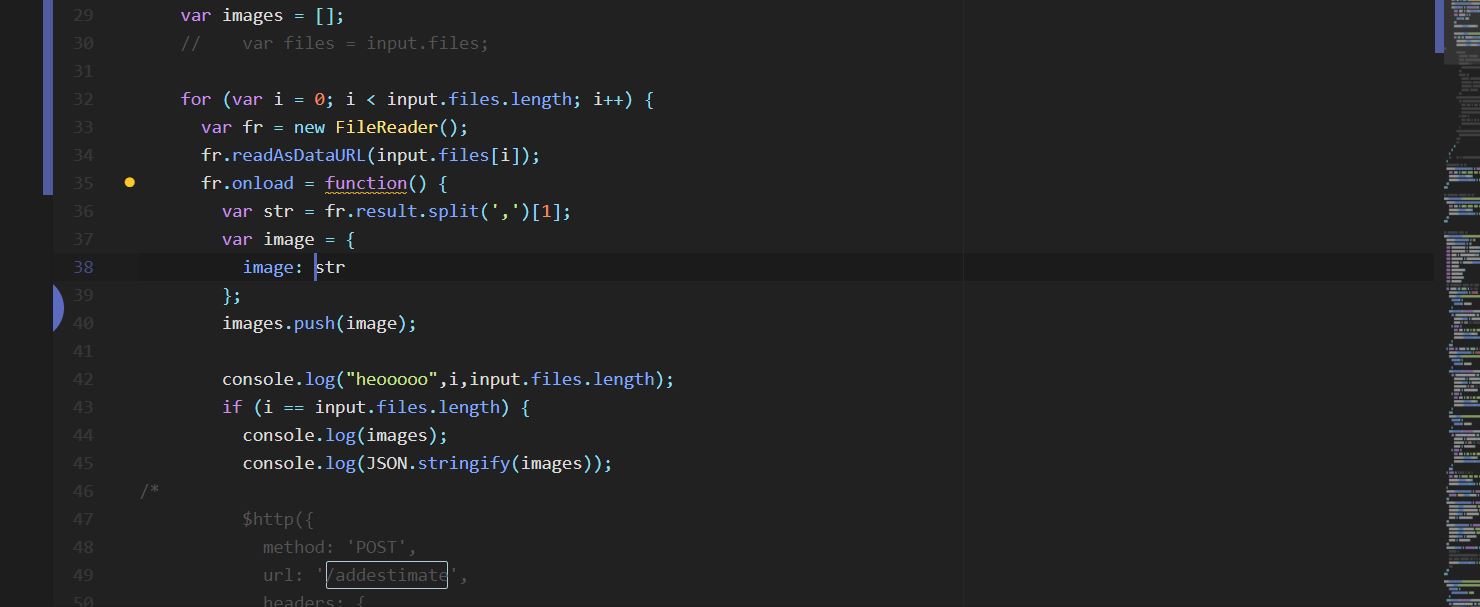 29 var images = [];
30 //    var files = input.files;
31
32 for (var i = 0; i < input.files.length; i++) {
33 var fr = new FileReader();
34 fr.readAsDataURL(input.files[i]);
35 fr.onload = function() {
36 var str = fr.result.split(',')[1];
37 var image = {
38 image: str
39 };
40 images.push(image);
41
42 console.log("heooooo",i,input.files.length);
43 if (i == input.files.length) {
44 console.log(images);
45 console.log(JSON.stringify(images));
46 /*
47 $http({
48 method: 'POST',
49 url: '/addestimate',
50 headers: {